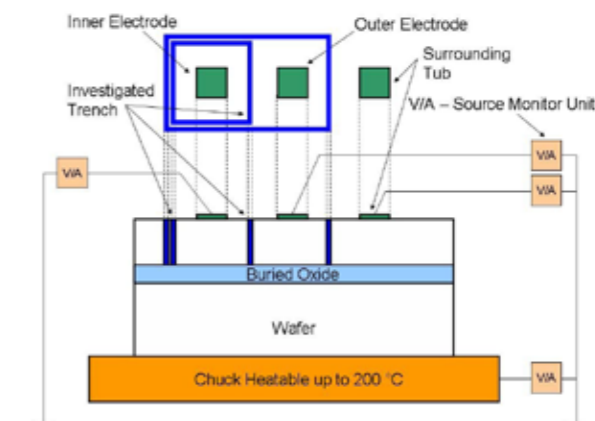 Inner Electrode
Outer Electrode
Surrounding
Tub
Investigated
Trench
V/A – Source Monitor Unit
V/A
V/A
V/A
Buried Oxide
Wafer
Chuck Heatable up to 200 °C
V/A